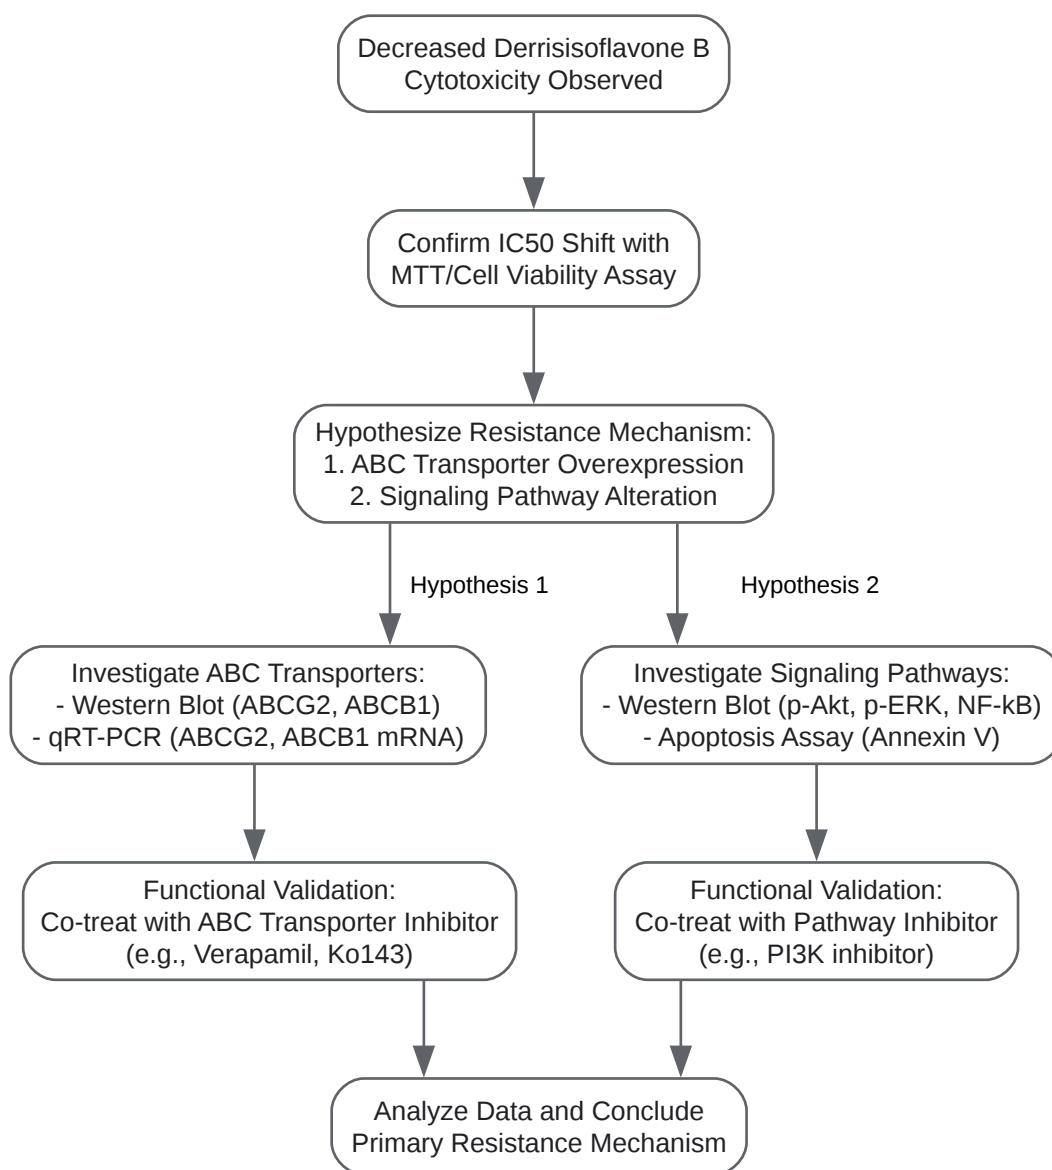 Decreased Derrisisoflavone B
Cytotoxicity Observed
Confirm IC50 Shift with
MTT/Cell Viability Assay
Hypothesize Resistance Mechanism:
1. ABC Transporter Overexpression
2. Signaling Pathway Alteration
Hypothesis 1
Hypothesis 2
Investigate ABC Transporters:
- Western Blot (ABCG2, ABCB1)
- qRT-PCR (ABCG2, ABCB1 mRNA)
Investigate Signaling Pathways:
- Western Blot (p-Akt, p-ERK, NF-kB)
- Apoptosis Assay (Annexin V)
Functional Validation:
Co-treat with ABC Transporter Inhibitor
(e.g., Verapamil, Ko143)
Functional Validation:
Co-treat with Pathway Inhibitor
(e.g., PI3K inhibitor)
Analyze Data and Conclude
Primary Resistance Mechanism